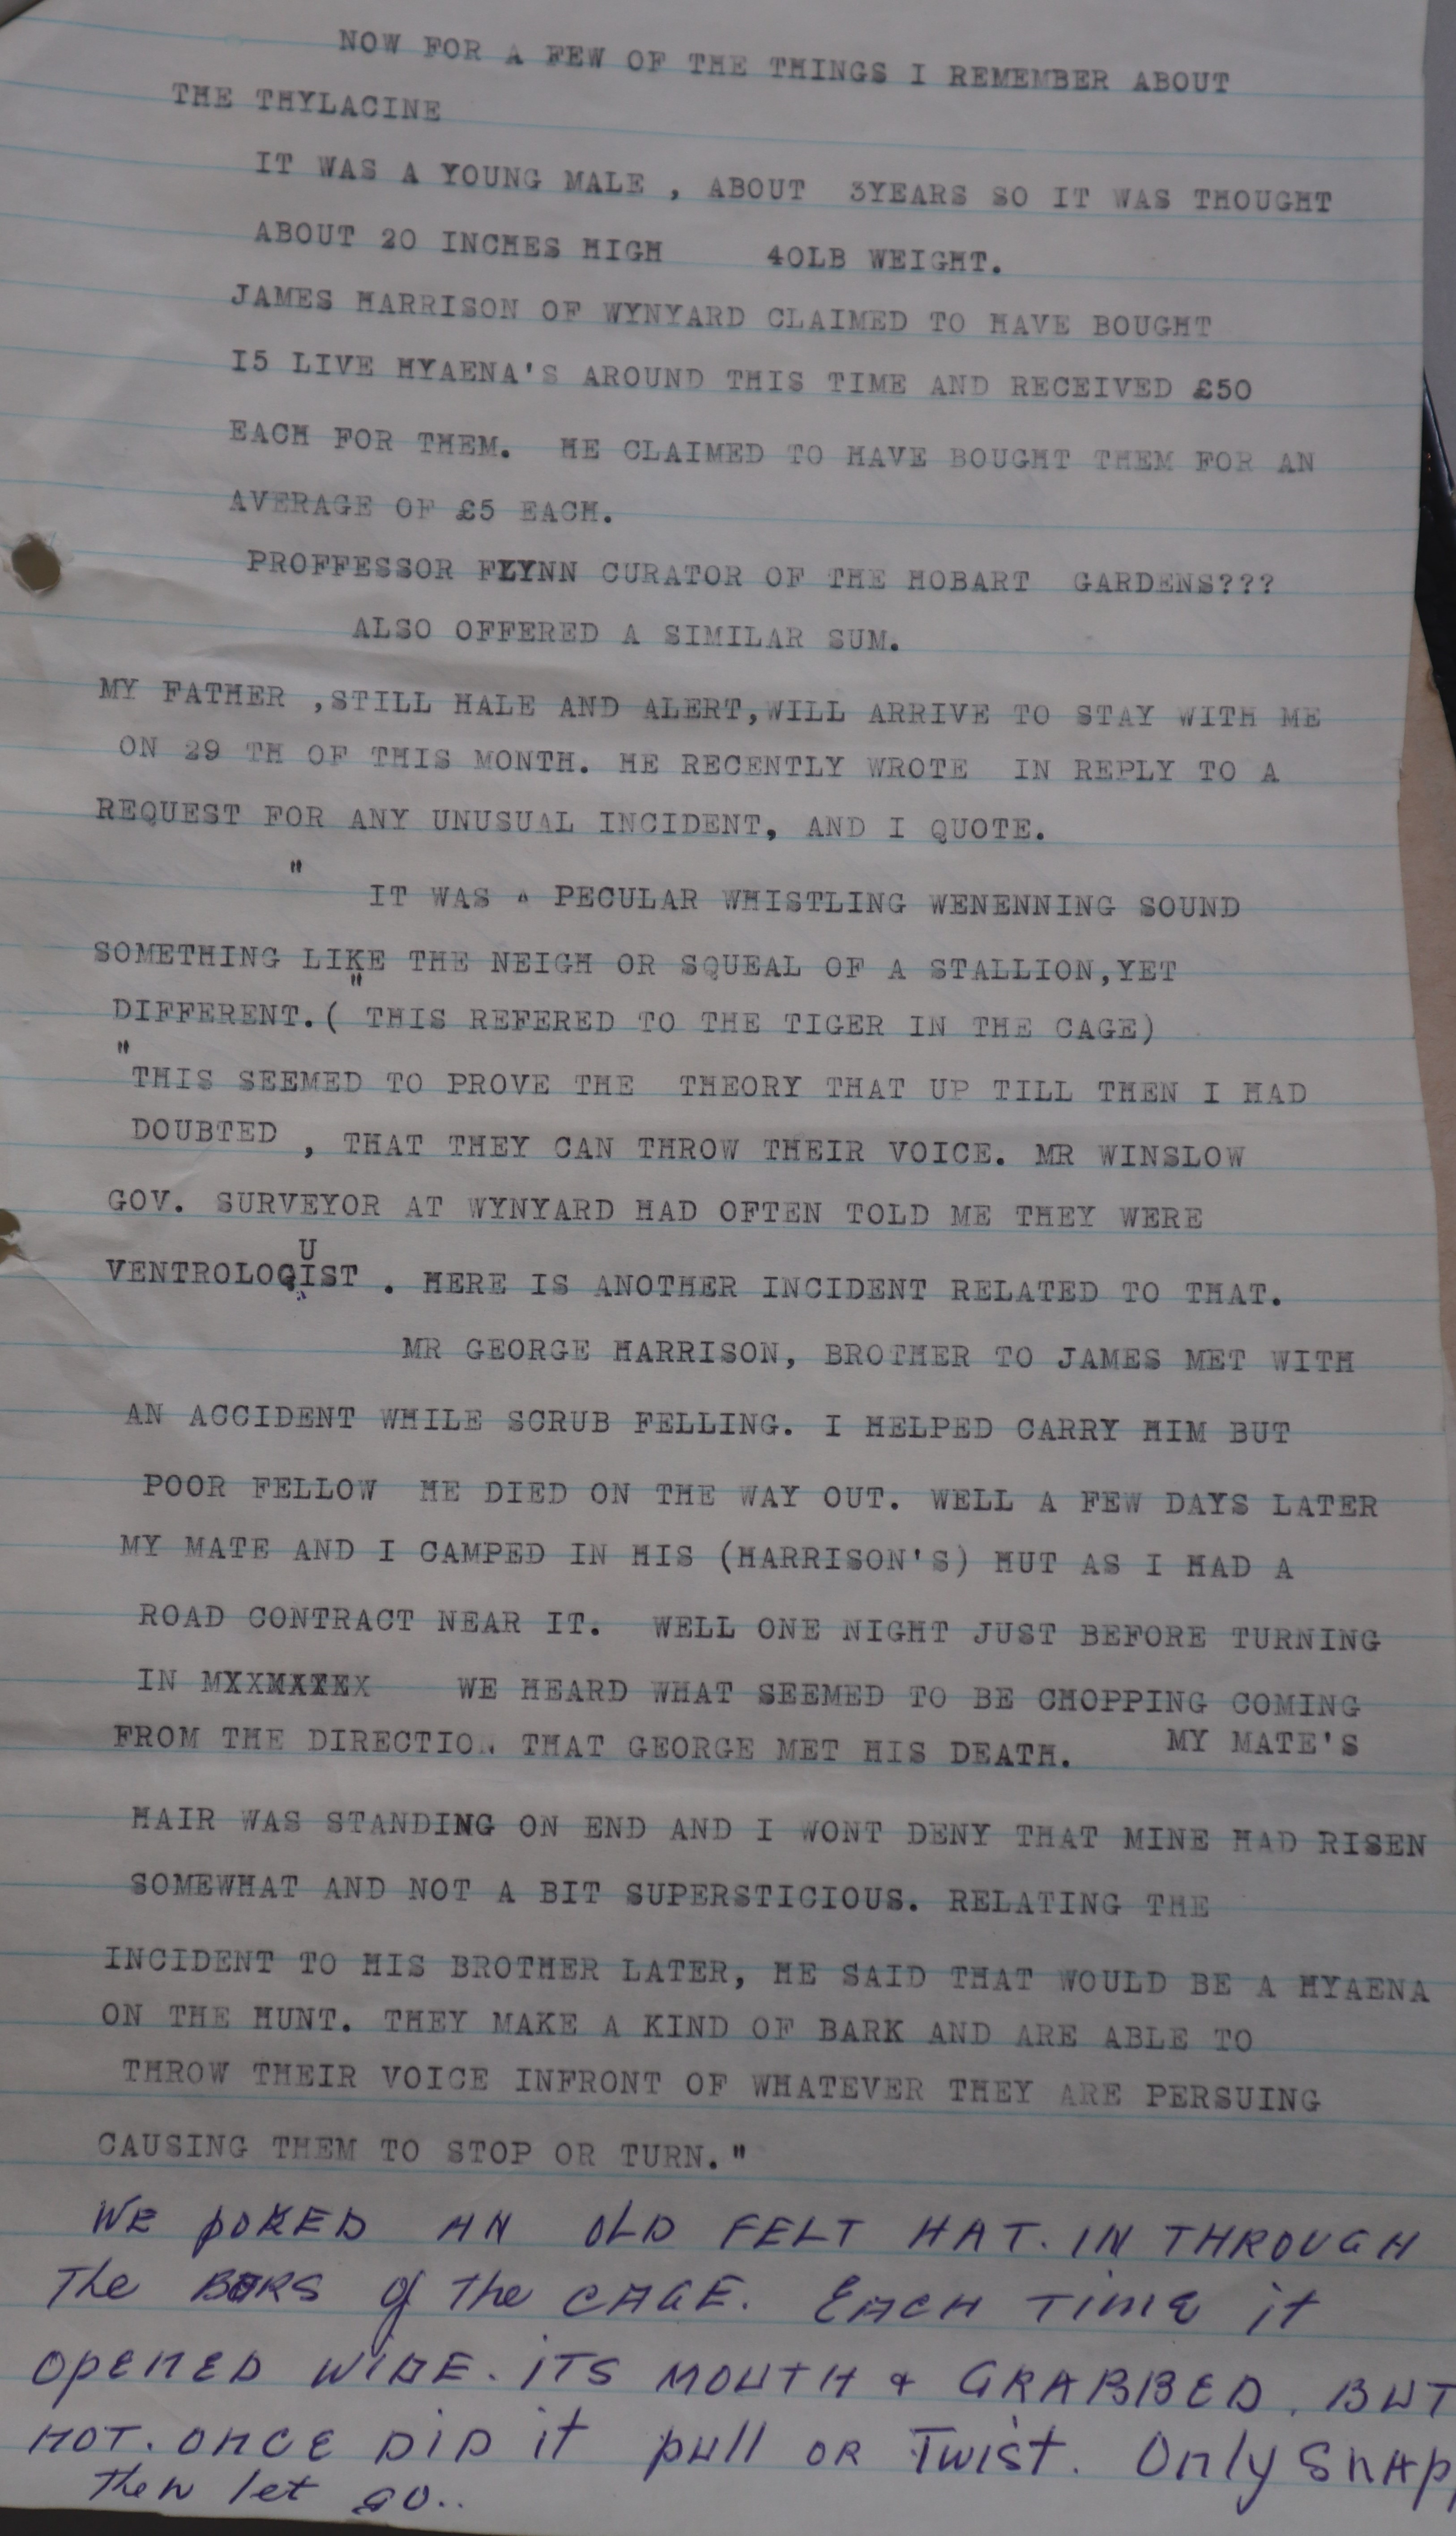 NOW FOR A FEW OF THE THINGS I REMEMBER ABOUT
THE THYLACINE
IT WAS A YOUNG MALE , ABOUT 3YEARS SO IT WAS THOUGHT
ABOUT 20 INCHES HIGH 40LB WEIGHT.
JAMES HARRISON OF WYNYARD CLAIMED TO HAVE BOUGHT
I5 LIVE HYAENA'S AROUND THIS TIME AND RECEIVED £50
EACH FOR THEM. HE CLAIMED TO HAVE BOUGHT THEM FOR AN
AVERAGE OF £5 EACH.
PROFFESSOR FLYNN CURATOR OF THE HOBART GARDENS???
ALSO OFFERED A SIMILAR SUM.
MY FATHER ,STILL HALE AND ALERT,WILL ARRIVE TO STAY WITH ME
ON 29 TH OF THIS MONTH. HE RECENTLY WROTE IN REPLY TO A
REQUEST FOR ANY UNUSUAL INCIDENT, AND I QUOTE.
" IT WAS A PECULAR WHISTLING WENENNING SOUND
SOMETHING LIKE THE NEIGH OR SQUEAL OF A STALLION,YET
DIFFERENT.(" THIS REFERED TO THE TIGER IN THE CAGE)
"THIS SEEMED TO PROVE THE THEORY THAT UP TILL THEN I HAD
DOUBTED , THAT THEY CAN THROW THEIR VOICE. MR WINSLOW
GOV. SURVEYOR AT WYNYARD HAD OFTEN TOLD ME THEY WERE
VENTROLOQUIST . HERE IS ANOTHER INCIDENT RELATED TO THAT.
MR GEORGE HARRISON, BROTHER TO JAMES MET WITH
AN ACCIDENT WHILE SCRUB FELLING. I HELPED CARRY HIM BUT
POOR FELLOW HE DIED ON THE WAY OUT. WELL A FEW DAYS LATER
MY MATE AND I CAMPED IN HIS (HARRISON'S) HUT AS I HAD A
ROAD CONTRACT NEAR IT. WELL ONE NIGHT JUST BEFORE TURNING
IN WE HEARD WHAT SEEMED TO BE CHOPPING COMING
FROM THE DIRECTION THAT GEORGE MET HIS DEATH. MY MATE'S
HAIR WAS STANDING ON END AND I WONT DENY THAT MINE HAD RISEN
SOMEWHAT AND NOT A BIT SUPERSTICIOUS. RELATING THE
INCIDENT TO HIS BROTHER LATER, HE SAID THAT WOULD BE A HYAENA
ON THE HUNT. THEY MAKE A KIND OF BARK AND ARE ABLE TO
THROW THEIR VOICE INFRONT OF WHATEVER THEY ARE PERSUING
CAUSING THEM TO STOP OR TURN."
WE POKED AN OLD FELT HAT. IN THROUGH
The BARS of The CAGE. EACH TIME it
OPENED WIDE. ITS MOUTH & GRABBED, BUT
NOT. ONCE DID it pull OR Twist. Only SNAP,
Then let go..